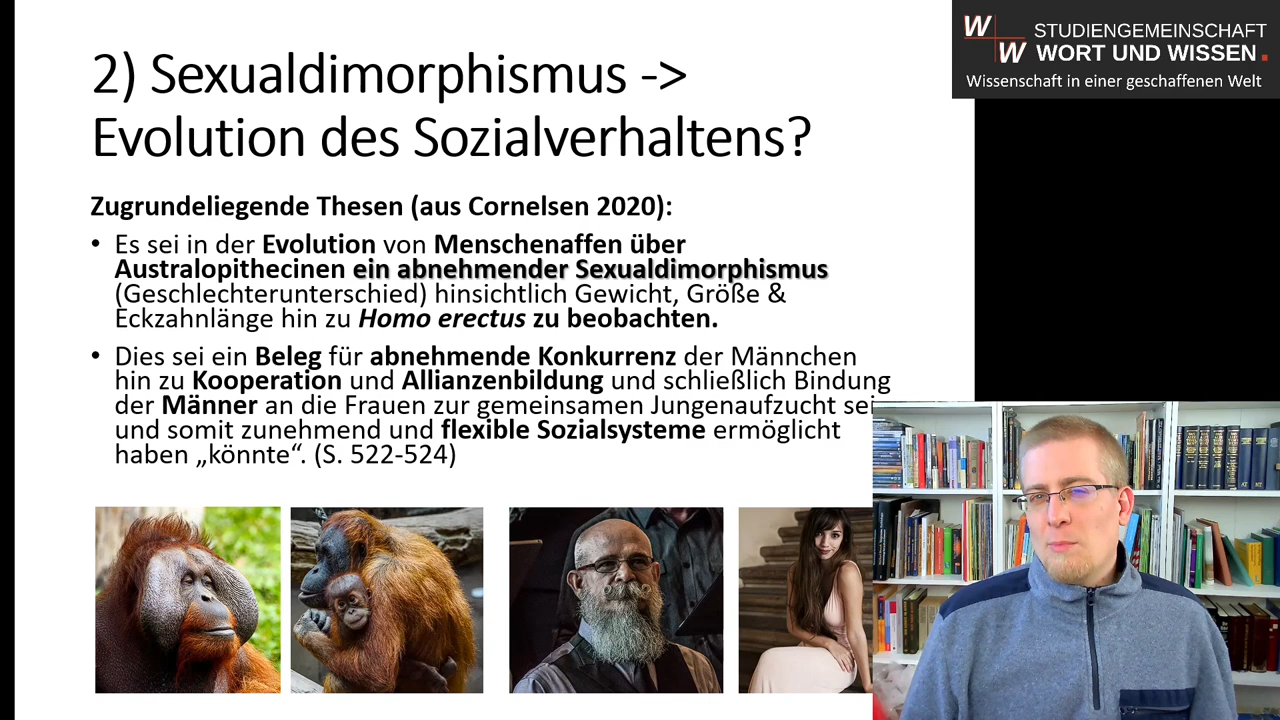 2) Sexualdimorphismus ->
Evolution des Sozialverhaltens?
Zugrundeliegende Thesen (aus Cornelsen 2020):
• Es sei in der Evolution von Menschenaffen über
Australopithecinen ein abnehmender Sexualdimorphismus
(Geschlechterunterschied) hinsichtlich Gewicht, Größe &
Eckzahnlänge hin zu Homo erectus zu beobachten.
• Dies sei ein Beleg für abnehmende Konkurrenz der Männchen
hin zu Kooperation und Allianzenbildung und schließlich Bindung
der Männer an die Frauen zur gemeinsamen Jungenaufzucht sei
und somit zunehmend und flexible Sozialsysteme ermöglicht
haben „könnte“. (S. 522-524)
W W
STUDIENGEMEINSCHAFT
WORT UND WISSEN.
Wissenschaft in einer geschaffenen Welt